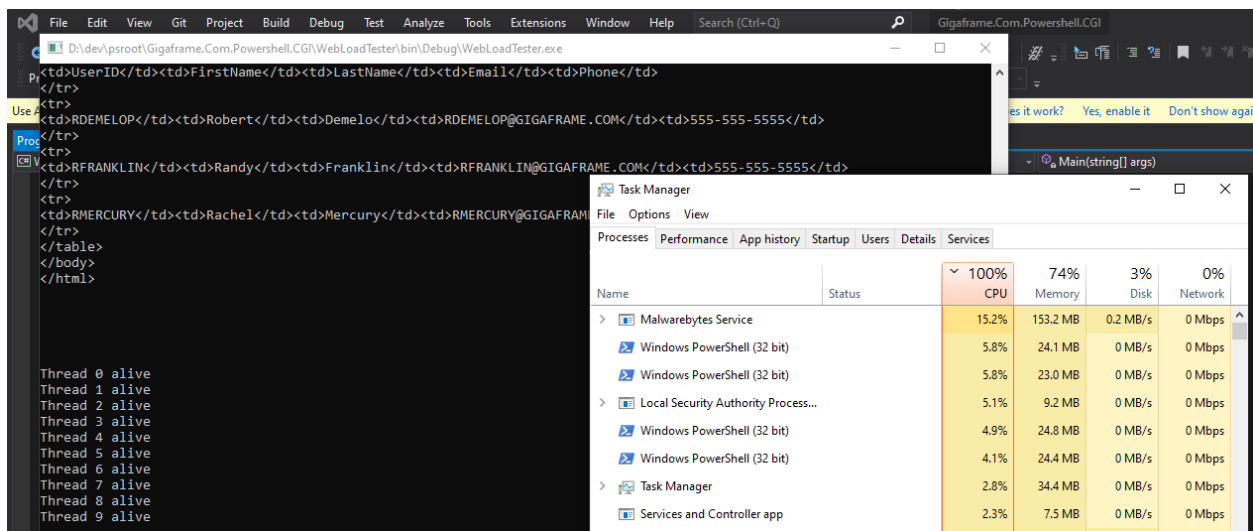 File Edit View Git Project Build Debug Test Analyze Tools Extensions Window Help Search (Ctrl+Q) Gigaframe.Com.Powershell.CGI
D:\dev\psroot\Gigaframe.Com.Powershell.CGI\WebLoadTester\bin\Debug\WebLoadTester.exe
<td>UserID</td><td>FirstName</td><td>LastName</td><td>Email</td><td>Phone</td>
</tr>
<tr>
Use es it work? Yes, enable it Don't show agai
<td>RDEMELOP</td><td>Robert</td><td>Demelo</td><td>RDEMELOP@GIGAFRAME.COM</td><td>555-555-5555</td>
</tr>
<tr>
Prog
C# Main(string[] args)
<td>RFRANKLIN</td><td>Randy</td><td>Franklin</td><td>RFRANKLIN@GIGAFRAME.COM</td><td>555-555-5555</td>
</tr>
<tr>
<td>RMERCURY</td><td>Rachel</td><td>Mercury</td><td>RMERCURY@GIGAFRAM
</tr>
</table>
</body>
</html>
Thread 0 alive
Thread 1 alive
Thread 2 alive
Thread 3 alive
Thread 4 alive
Thread 5 alive
Thread 6 alive
Thread 7 alive
Thread 8 alive
Thread 9 alive
Task Manager
File Options View
Processes Performance App history Startup Users Details Services
100% 74% 3% 0%
Name Status CPU Memory Disk Network
Malwarebytes Service 15.2% 153.2 MB 0.2 MB/s 0 Mbps
Windows PowerShell (32 bit) 5.8% 24.1 MB 0 MB/s 0 Mbps
Windows PowerShell (32 bit) 5.8% 23.0 MB 0 MB/s 0 Mbps
Local Security Authority Process... 5.1% 9.2 MB 0 MB/s 0 Mbps
Windows PowerShell (32 bit) 4.9% 24.8 MB 0 MB/s 0 Mbps
Windows PowerShell (32 bit) 4.1% 24.4 MB 0 MB/s 0 Mbps
Task Manager 2.8% 34.4 MB 0 MB/s 0 Mbps
Services and Controller app 2.3% 7.5 MB 0 MB/s 0 Mbps